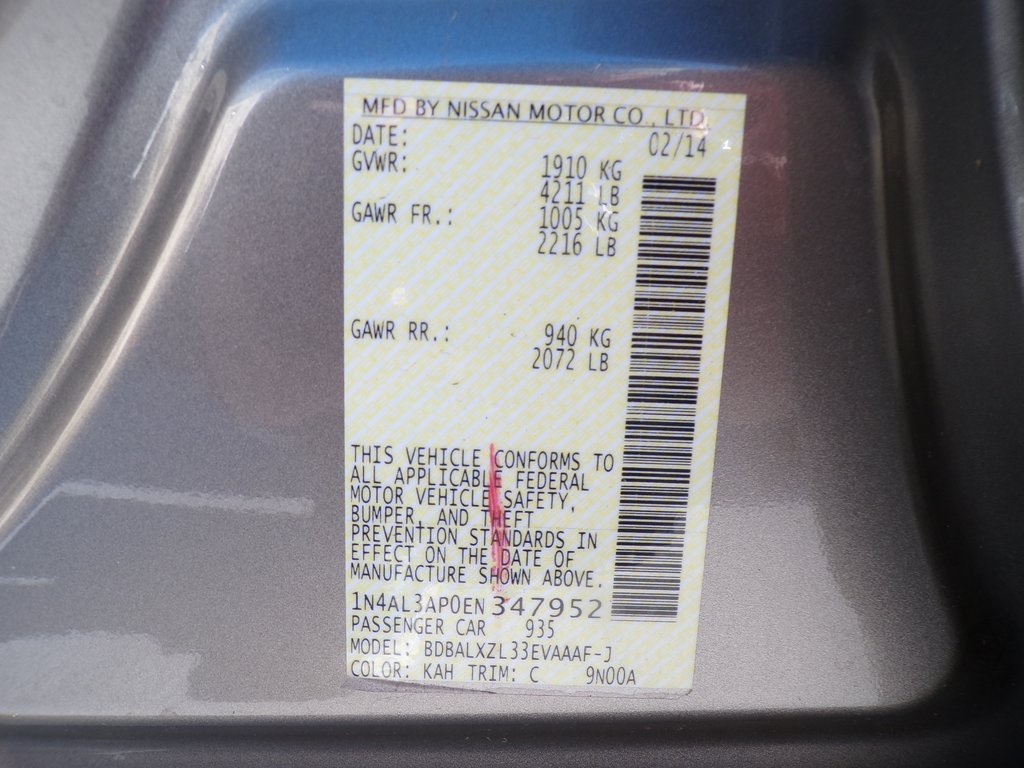 MFD BY NISSAN MOTOR CO., LTD.
DATE: 02/14
GVWR: 1910 KG
4211 LB
GAWR FR.: 1005 KG
2216 LB
GAWR RR.: 940 KG
2072 LB
THIS VEHICLE CONFORMS TO
ALL APPLICABLE FEDERAL
MOTOR VEHICLE SAFETY,
BUMPER, AND THEFT
PREVENTION STANDARDS IN
EFFECT ON THE DATE OF
MANUFACTURE SHOWN ABOVE.
1N4AL3AP0EN347952
PASSENGER CAR 935
MODEL: BDBALXZL33EVAAAF-J
COLOR: KAH TRIM: C 9N00A